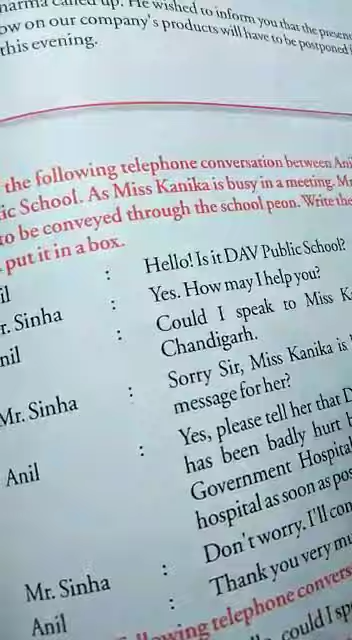 called up. He wished to inform you that the present
on our company's products will have to be postponed
this evening.
the following telephone conversation between Ani
ic School. As Miss Kanika is busy in a meeting. Mr
to be conveyed through the school peon. Write the
put it in a box.
il : Hello! Is it DAV Public School?
r. Sinha : Yes. How may I help you?
nil : Could I speak to Miss K
Chandigarh.
Mr. Sinha : Sorry Sir, Miss Kanika is
message for her?
Anil : Yes, please tell her that D
has been badly hurt
Government Hospital
hospital as soon as pos
Mr. Sinha : Don't worry. I'll con
Anil : Thank you very mu
lowing telephone convers
could I sp